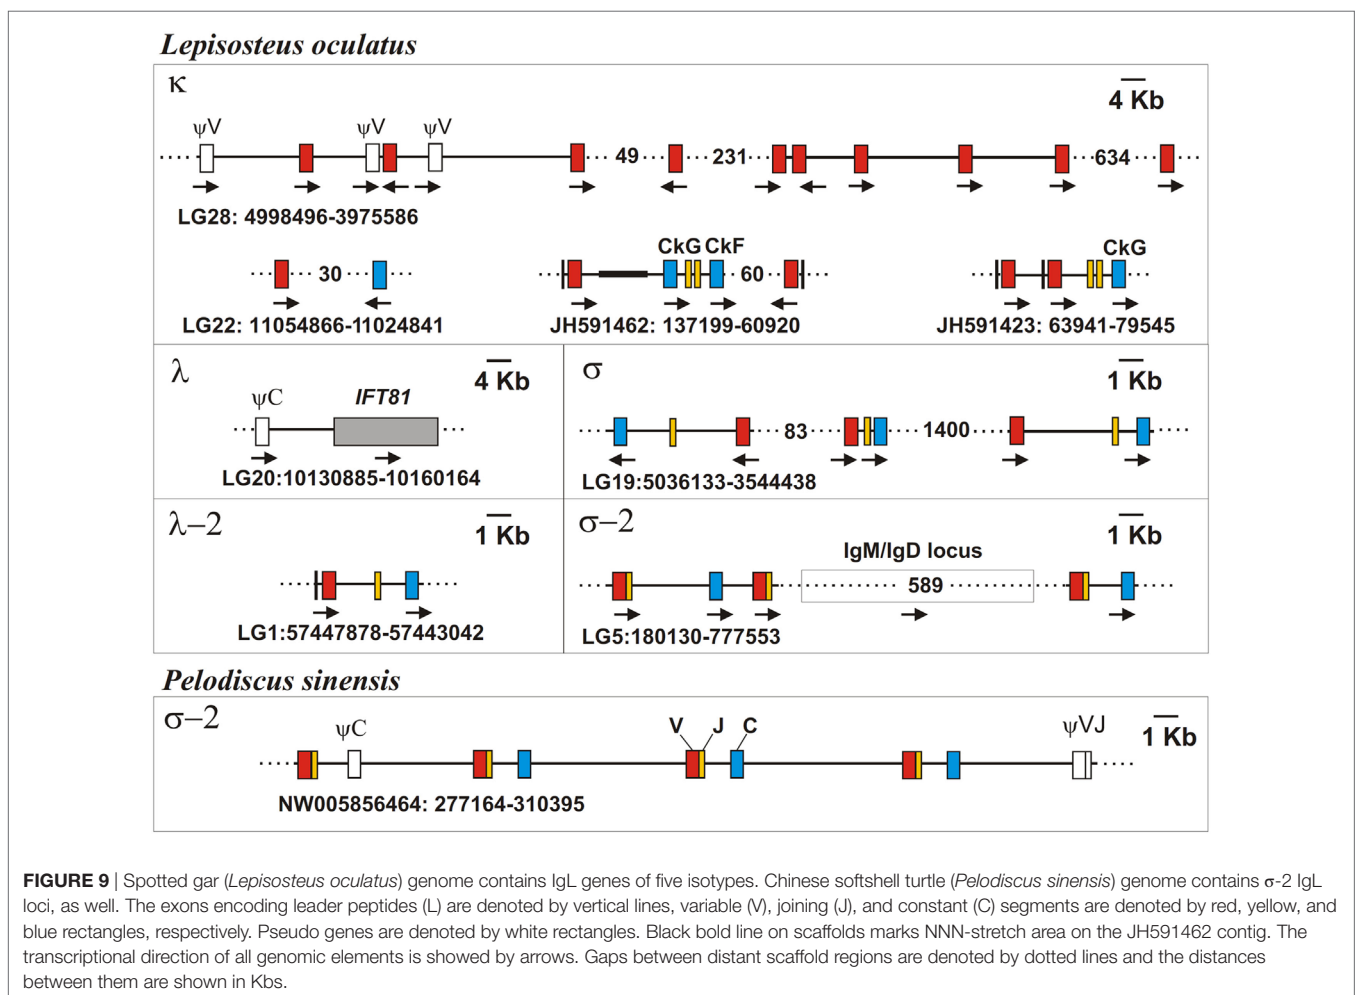 Lepisosteus oculatus
κ
4 Kb
ψV ψV ψV
49 231 634
LG28: 4998496-3975586
CkG CkF CkG
30 60
LG22: 11054866-11024841 JH591462: 137199-60920 JH591423: 63941-79545
λ
4 Kb
ψC IFT81
LG20:10130885-10160164
σ
1 Kb
83 1400
LG19:5036133-3544438
λ–2
1 Kb
LG1:57447878-57443042
σ–2
1 Kb
IgM/IgD locus
589
LG5:180130-777553
Pelodiscus sinensis
σ–2
ψC V J C ψVJ
1 Kb
NW005856464: 277164-310395
FIGURE 9 | Spotted gar (Lepisosteus oculatus) genome contains IgL genes of five isotypes. Chinese softshell turtle (Pelodiscus sinensis) genome contains σ-2 IgL
loci, as well. The exons encoding leader peptides (L) are denoted by vertical lines, variable (V), joining (J), and constant (C) segments are denoted by red, yellow, and
blue rectangles, respectively. Pseudo genes are denoted by white rectangles. Black bold line on scaffolds marks NNN-stretch area on the JH591462 contig. The
transcriptional direction of all genomic elements is showed by arrows. Gaps between distant scaffold regions are denoted by dotted lines and the distances
between them are shown in Kbs.